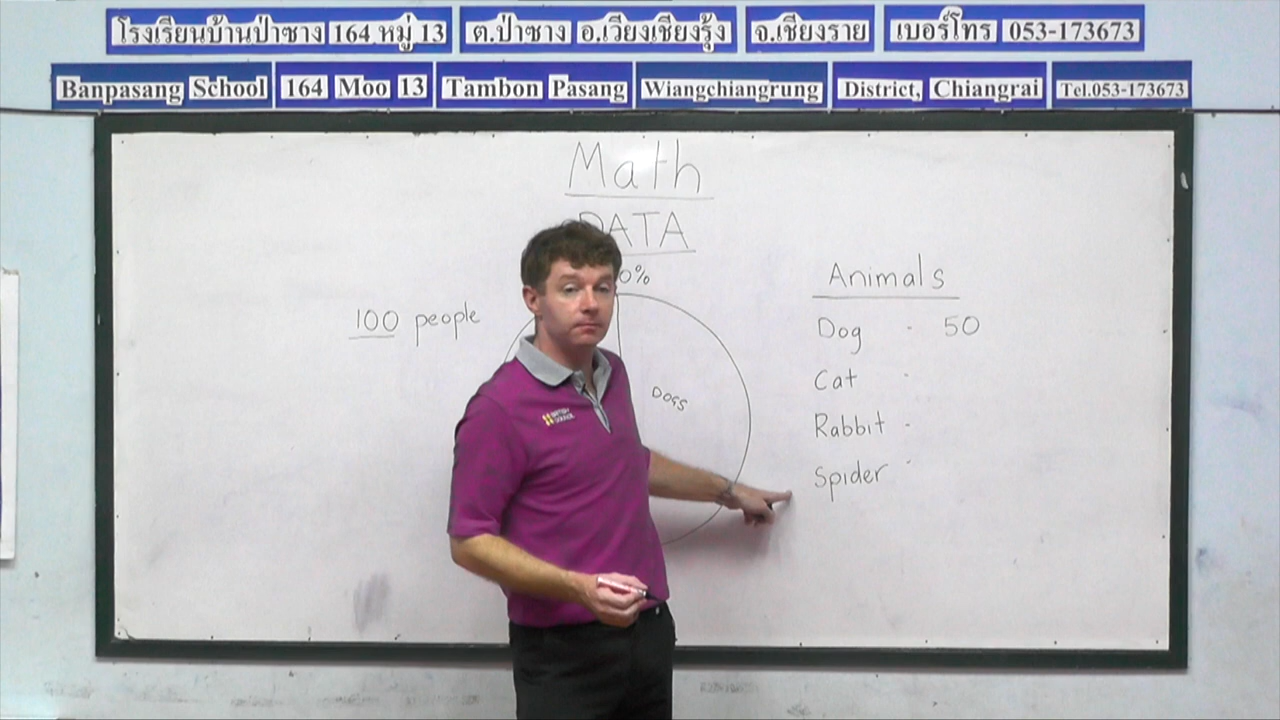 โรงเรียนบ้านป่าซาง 164 หมู่ 13 ต.ป่าซาง อ.เวียงเชียงรุ้ง จ.เชียงราย เบอร์โทร 053-173673
Banpasang School 164 Moo 13 Tambon Pasang Wiangchiangrung District, Chiangrai Tel.053-173673
Math
DATA
0%
100 people
DOGS
BRITISH
COUNCIL
Animals
Dog - 50
Cat -
Rabbit -
Spider -